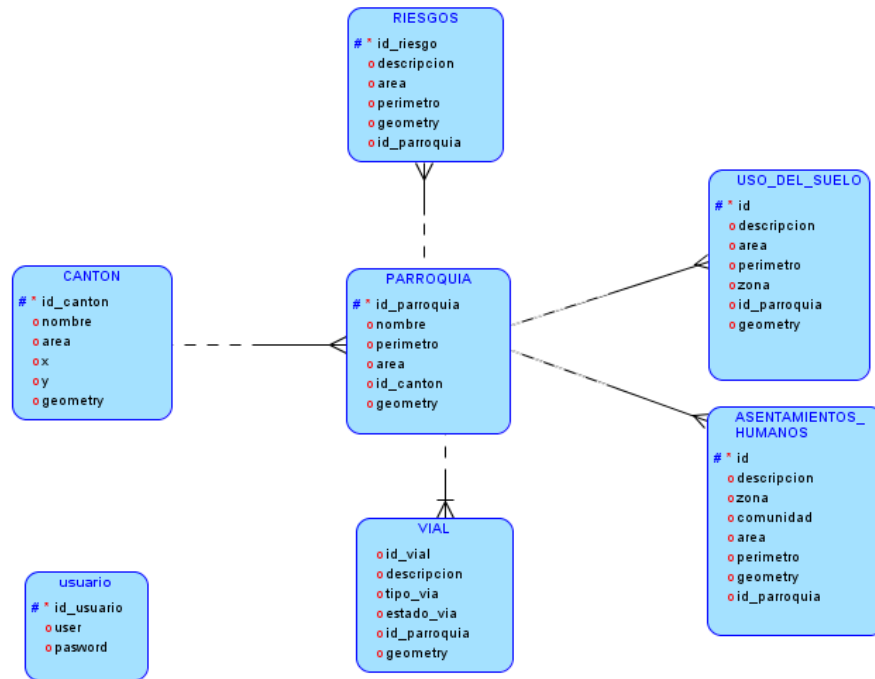 RIESGOS
# * id_riesgo
o descripcion
o area
o perimetro
o geometry
o id_parroquia
USO_DEL_SUELO
# * id
o descripcion
o area
o perimetro
o zona
o id_parroquia
o geometry
CANTON
# * id_canton
o nombre
o area
o x
o y
o geometry
PARROQUIA
# * id_parroquia
o nombre
o perimetro
o area
o id_canton
o geometry
ASENTAMIENTOS_
HUMANOS
# * id
o descripcion
o zona
o comunidad
o area
o perimetro
o geometry
o id_parroquia
VIAL
o id_vial
o descripcion
o tipo_via
o estado_via
o id_parroquia
o geometry
usuario
# * id_usuario
o user
o pasword